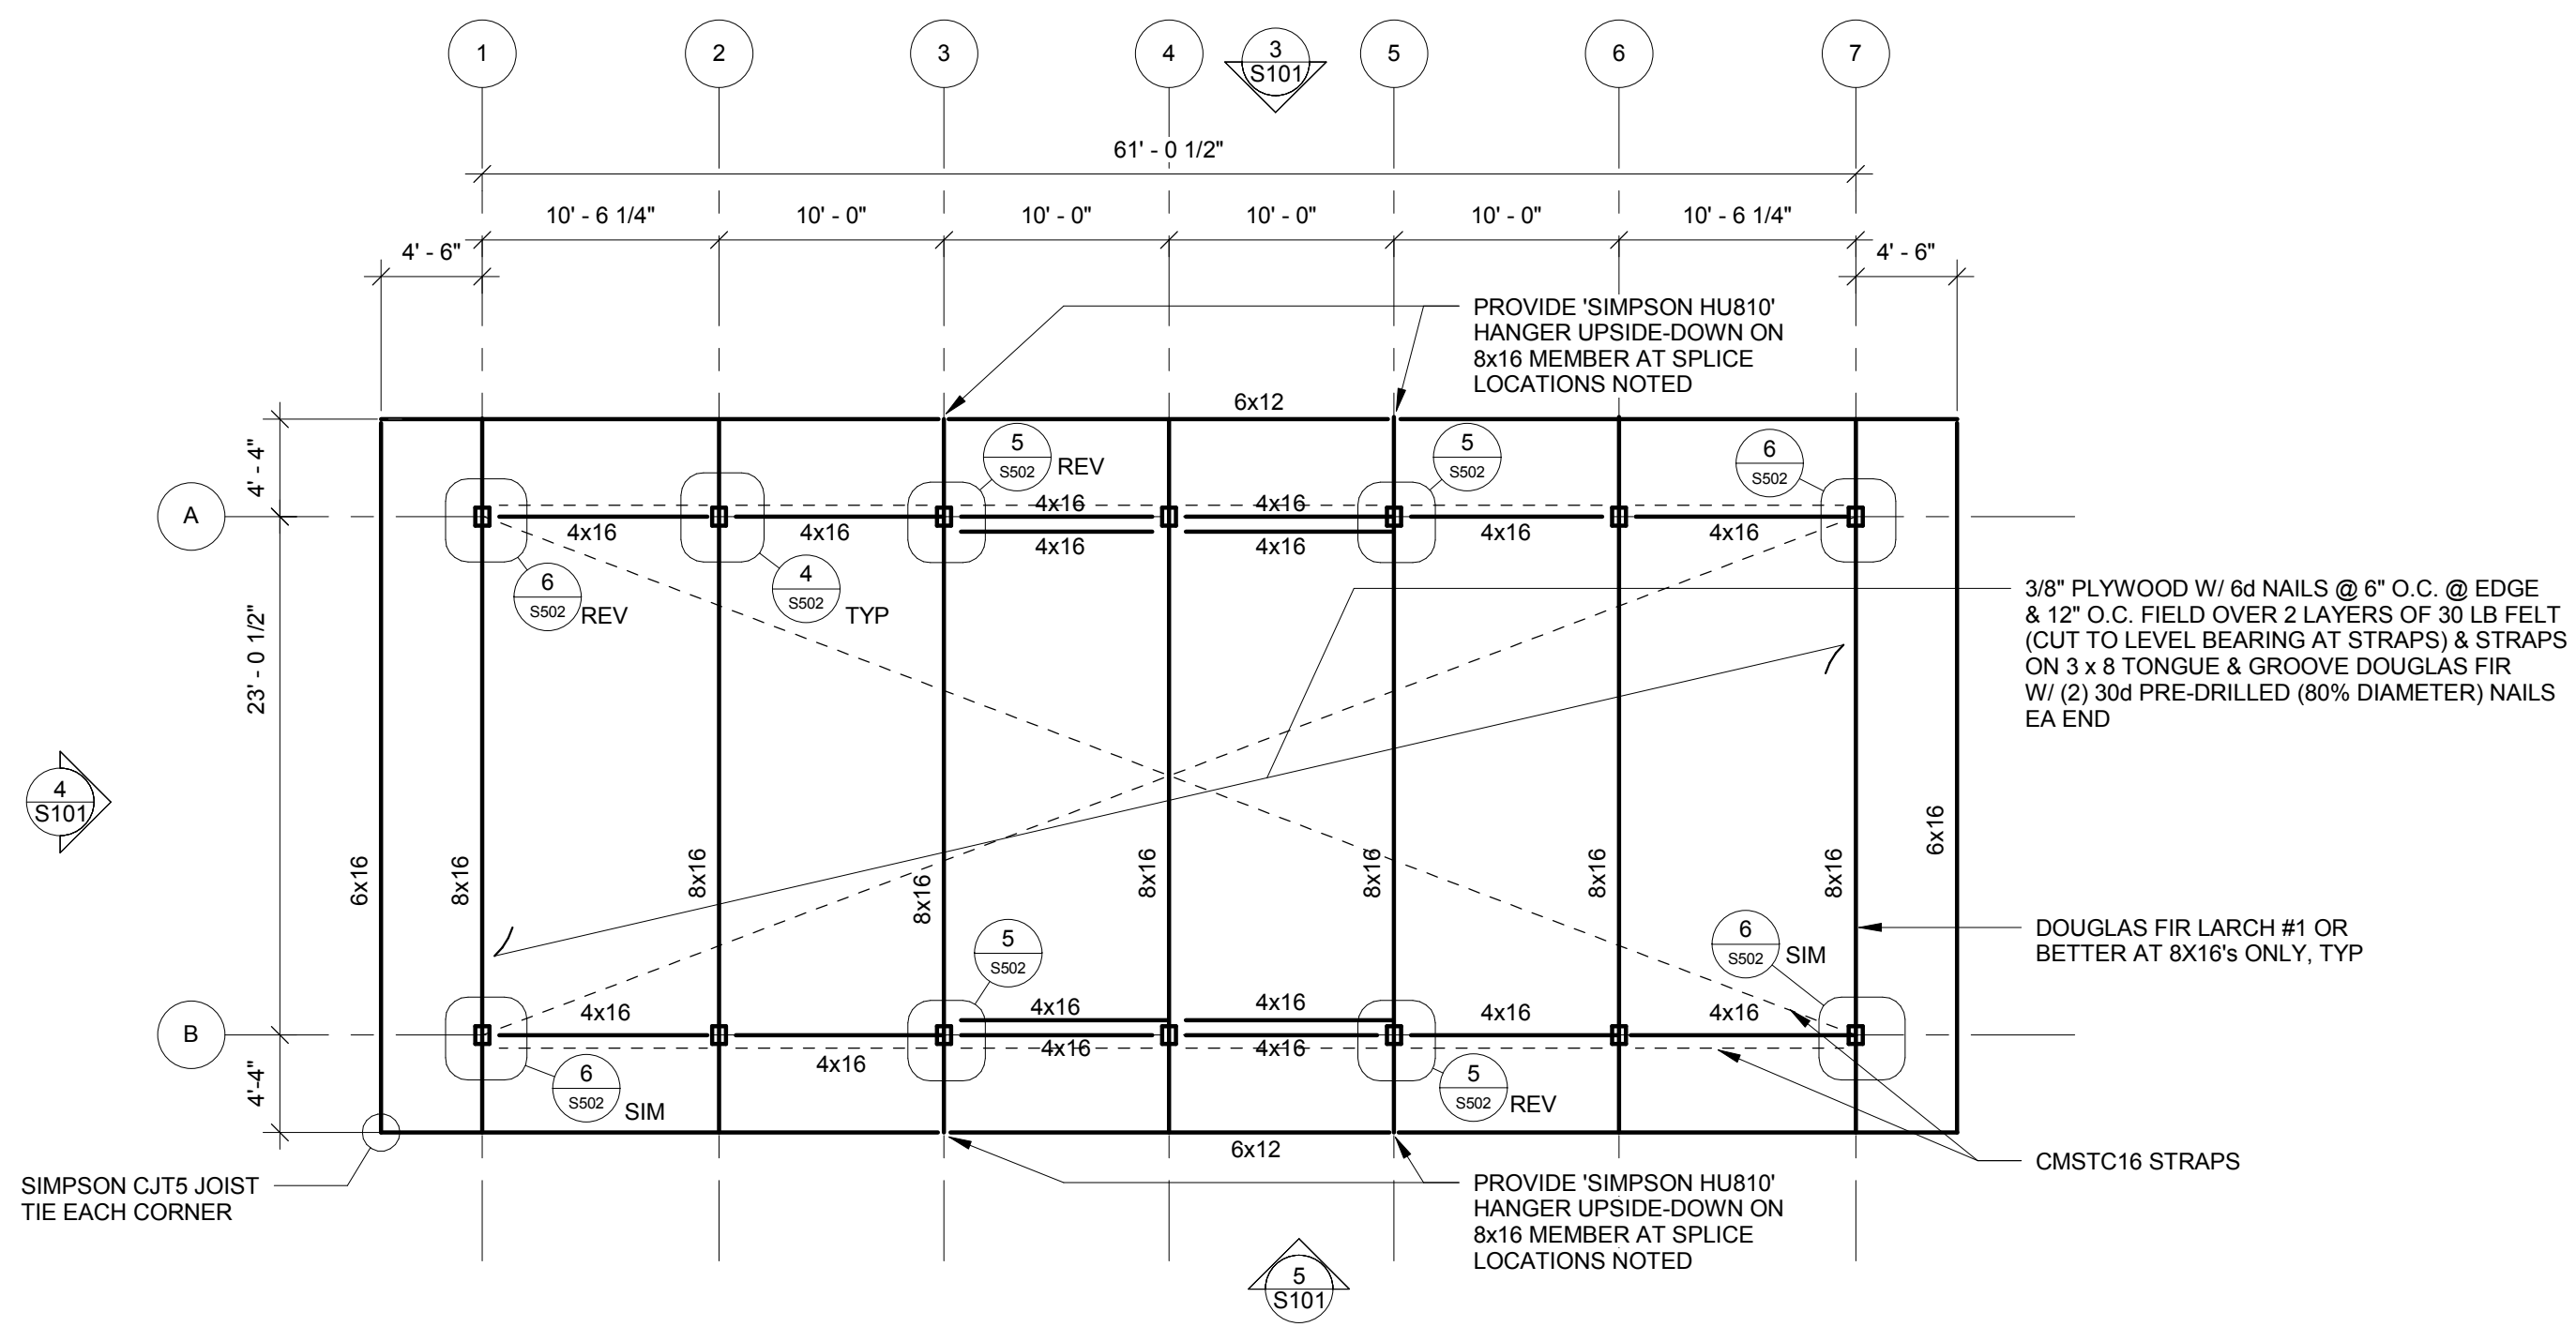 1
2
3
4
5
6
7
3
S101
61' - 0 1/2"
10' - 6 1/4"
10' - 0"
10' - 0"
10' - 0"
10' - 0"
10' - 6 1/4"
4' - 6"
4' - 6"
PROVIDE 'SIMPSON HU810'
HANGER UPSIDE-DOWN ON
8x16 MEMBER AT SPLICE
LOCATIONS NOTED
6x12
4' - 4"
5
S502
REV
5
S502
6
S502
A
4x16
4x16
4x16
4x16
4x16
4x16
4x16
4x16
6
S502
REV
4
S502
TYP
23' - 0 1/2"
3/8" PLYWOOD W/ 6d NAILS @ 6" O.C. @ EDGE
& 12" O.C. FIELD OVER 2 LAYERS OF 30 LB FELT
(CUT TO LEVEL BEARING AT STRAPS) & STRAPS
ON 3 x 8 TONGUE & GROOVE DOUGLAS FIR
W/ (2) 30d PRE-DRILLED (80% DIAMETER) NAILS
EA END
4
S101
6x16
8x16
8x16
8x16
8x16
8x16
8x16
8x16
6x16
5
S502
6
S502
SIM
DOUGLAS FIR LARCH #1 OR
BETTER AT 8X16's ONLY, TYP
B
4x16
4x16
4x16
4x16
4x16
4x16
4x16
4x16
4'-4"
6
S502
SIM
5
S502
REV
6x12
CMSTC16 STRAPS
SIMPSON CJT5 JOIST
TIE EACH CORNER
PROVIDE 'SIMPSON HU810'
HANGER UPSIDE-DOWN ON
8x16 MEMBER AT SPLICE
LOCATIONS NOTED
5
S101